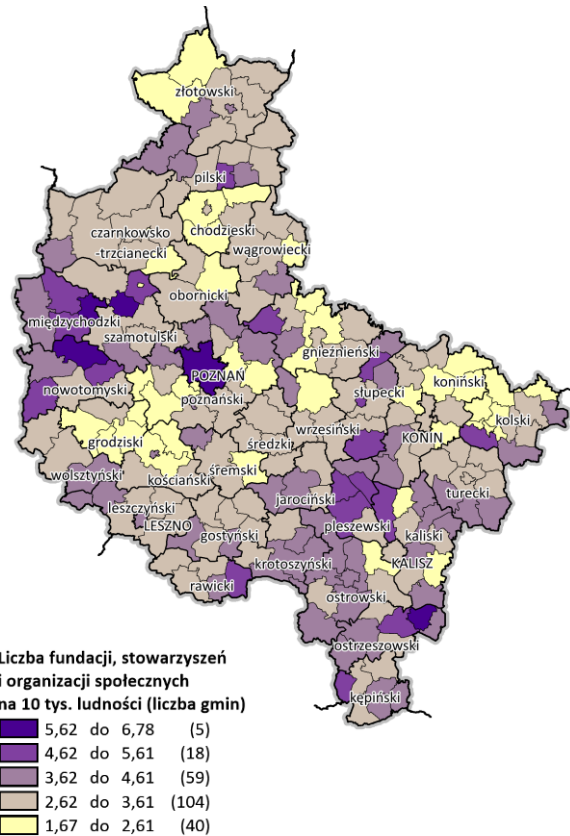 złotowski
pilski
czarnkowsko
-trzcianecki
chodzieski
wągrowiecki
obornicki
międzychodzki
szamotulski
gnieźnieński
POZNAŃ
poznański
nowotomyski
słupecki
koniński
kolski
wrzesiński
KONIN
grodziski
średzki
śremski
kościański
wolsztyński
jarociński
turecki
leszczyński
LESZNO
gostyński
pleszewski
kaliski
krotoszyński
KALISZ
rawicki
ostrowski
ostrzeszowski
kępiński
Liczba fundacji, stowarzyszeń
i organizacji społecznych
na 10 tys. ludności (liczba gmin)
5,62 do 6,78 (5)
4,62 do 5,61 (18)
3,62 do 4,61 (59)
2,62 do 3,61 (104)
1,67 do 2,61 (40)